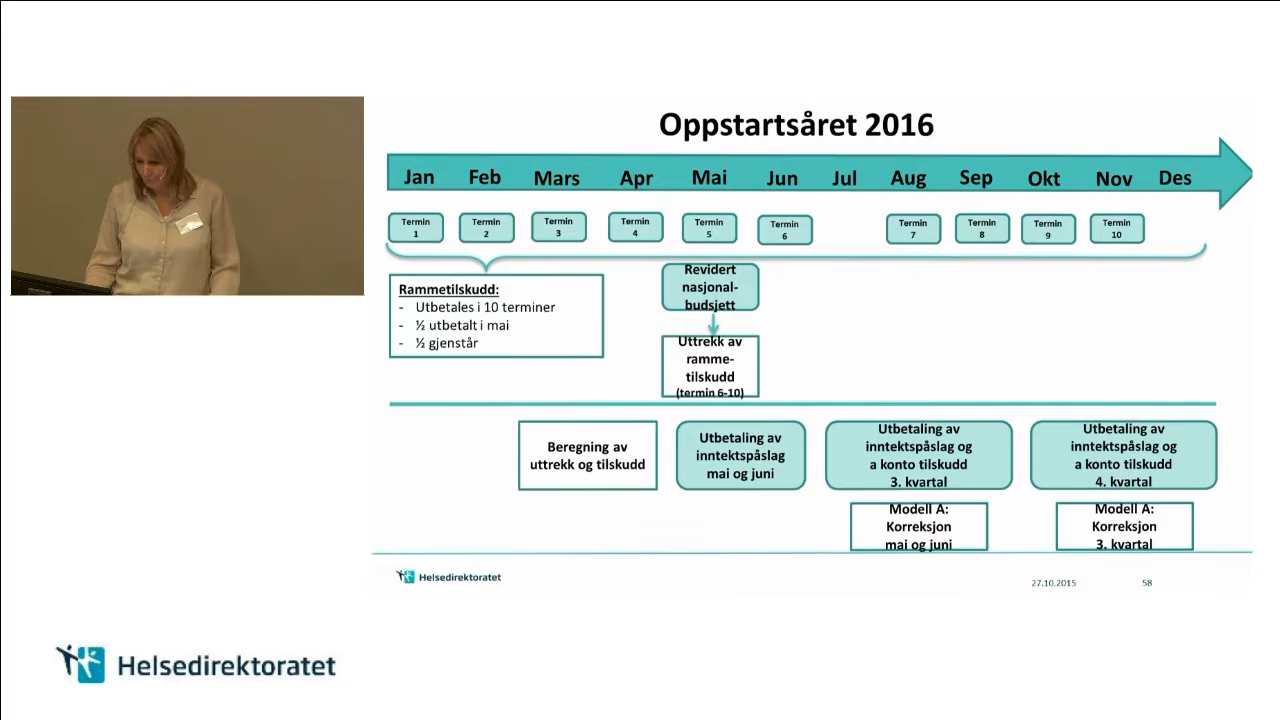 Oppstartsåret 2016
Jan Feb Mars Apr Mai Jun Jul Aug Sep Okt Nov Des
Termin
1
Termin
2
Termin
3
Termin
4
Termin
5
Termin
6
Termin
7
Termin
8
Termin
9
Termin
10
Rammetilskudd:
- Utbetales i 10 terminer
- ½ utbetalt i mai
- ½ gjenstår
Revidert
nasjonal-
budsjett
Uttrekk av
ramme-
tilskudd
(termin 6-10)
Beregning av
uttrekk og tilskudd
Utbetaling av
inntektspåslag
mai og juni
Utbetaling av
inntektspåslag og
a konto tilskudd
3. kvartal
Utbetaling av
inntektspåslag og
a konto tilskudd
4. kvartal
Modell A:
Korreksjon
mai og juni
Modell A:
Korreksjon
3. kvartal
Helsedirektoratet
27.10.2015
58
Helsedirektoratet